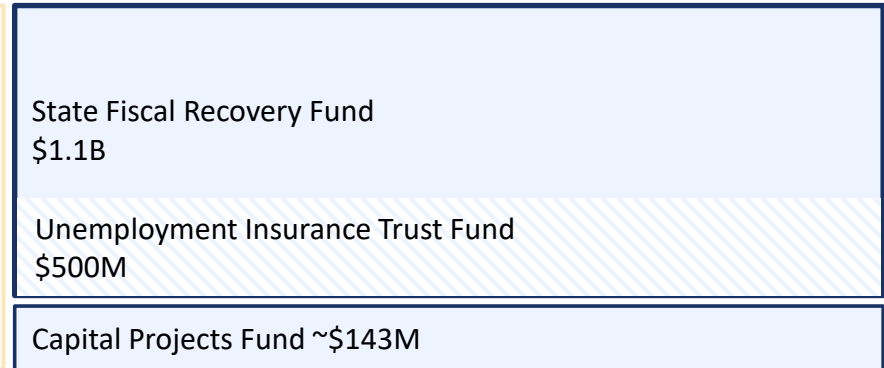 State Fiscal Recovery Fund
$1.1B
Unemployment Insurance Trust Fund
$500M
Capital Projects Fund ~$143M